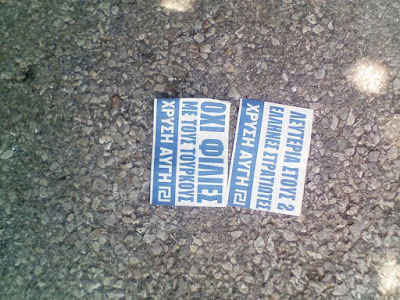 ΟΧΙ ΦΙΛΙΕΣ
ΜΕ ΤΟΥΣ ΤΟΥΡΚΟΥΣ
ΧΡΥΣΗ ΑΥΓΗ
ΛΕΥΤΕΡΙΑ ΣΤΟΥΣ 2
ΕΛΛΗΝΕΣ ΣΤΡΑΤΙΩΤΕΣ
ΧΡΥΣΗ ΑΥΓΗ